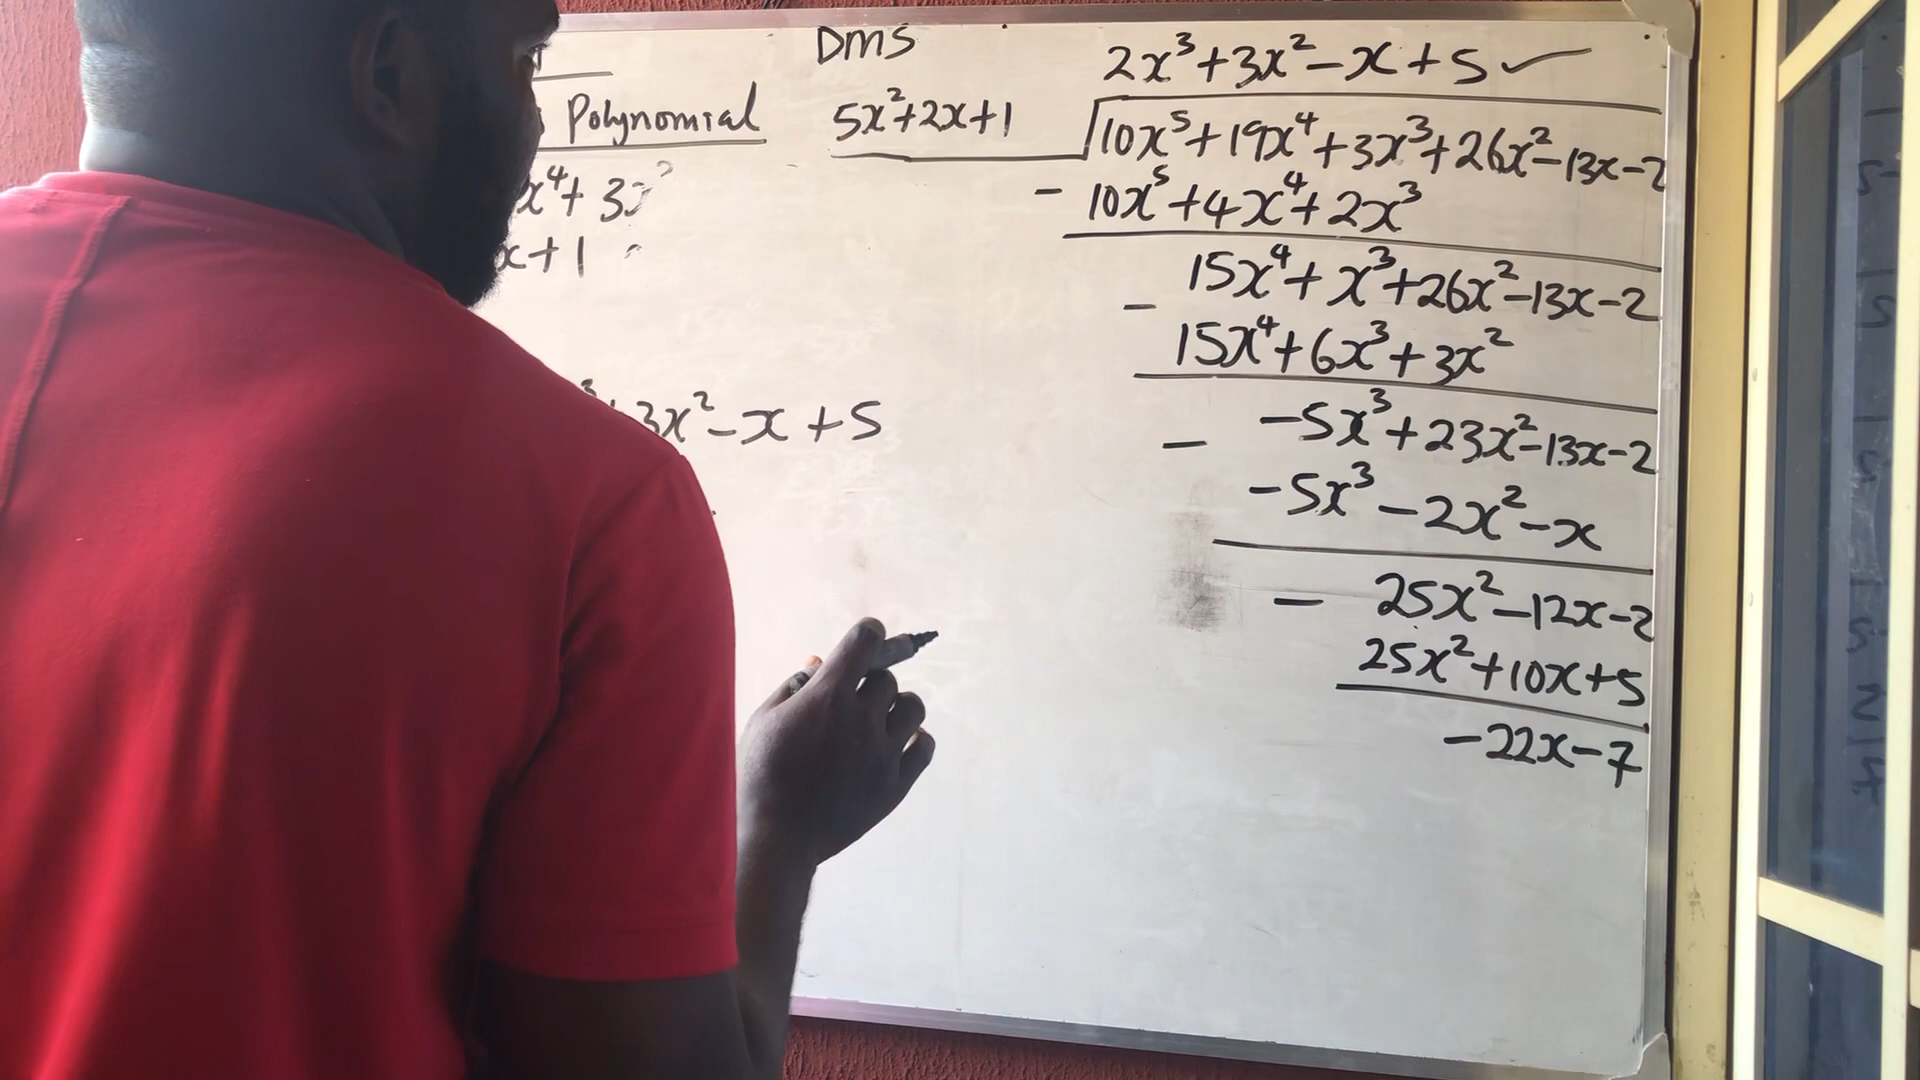 Polynomial
x⁴+3x³
x+1
3x²-x+5
DMS
2x³+3x²-x+5 ✓
5x²+2x+1 | 10x⁵+19x⁴+3x³+26x²-13x-2
- 10x⁵+4x⁴+2x³
15x⁴+x³+26x²-13x-2
- 15x⁴+6x³+3x²
-5x³+23x²-13x-2
- -5x³-2x²-x
- 25x²-12x-2
25x²+10x+5
-22x-7